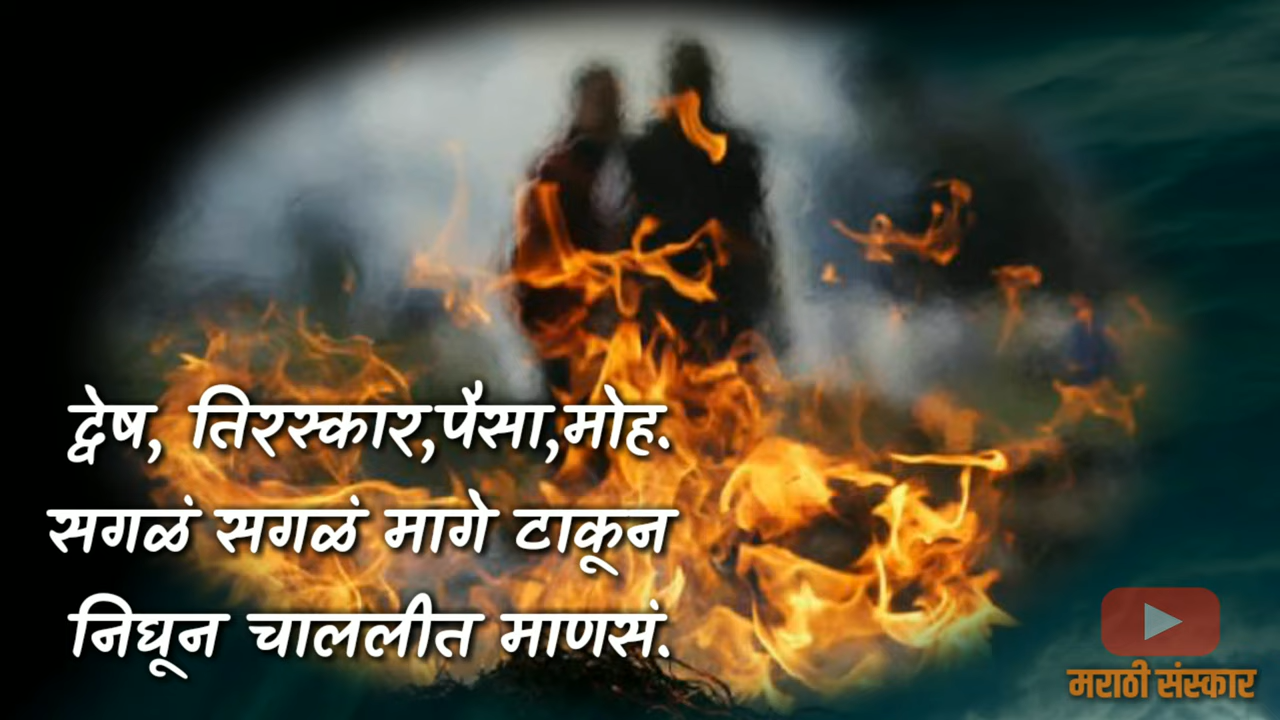 द्वेष, तिरस्कार,पैसा,मोह.
सगळं सगळं मागे टाकून
निघून चाललीत माणसं.
मराठी संस्कार